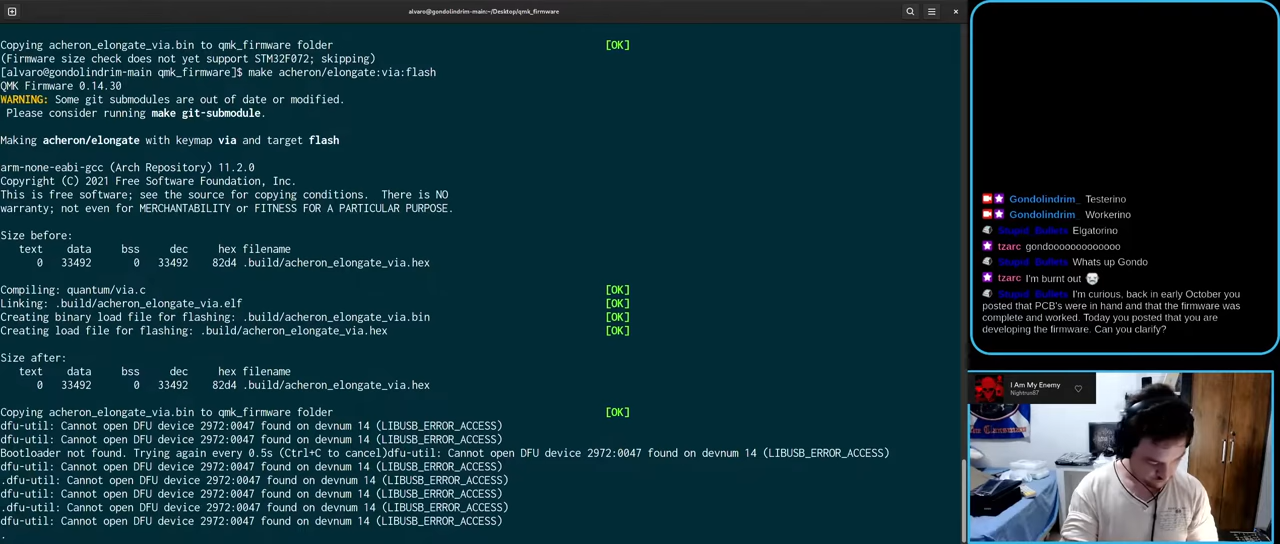 alvaro@gondolindrim-main:~/Desktop/qmk_firmware
Copying acheron_elongate_via.bin to qmk_firmware folder [OK]
(Firmware size check does not yet support STM32F072; skipping)
[alvaro@gondolindrim-main qmk_firmware]$ make acheron/elongate:via:flash
QMK Firmware 0.14.30
WARNING: Some git submodules are out of date or modified.
Please consider running make git-submodule.
Making acheron/elongate with keymap via and target flash
arm-none-eabi-gcc (Arch Repository) 11.2.0
Copyright (C) 2021 Free Software Foundation, Inc.
This is free software; see the source for copying conditions.  There is NO
warranty; not even for MERCHANTABILITY or FITNESS FOR A PARTICULAR PURPOSE.
Size before:
text data bss dec hex filename
0 33492 0 33492 82d4 .build/acheron_elongate_via.hex
Compiling: quantum/via.c [OK]
Linking: .build/acheron_elongate_via.elf [OK]
Creating binary load file for flashing: .build/acheron_elongate_via.bin [OK]
Creating load file for flashing: .build/acheron_elongate_via.hex [OK]
Size after:
text data bss dec hex filename
0 33492 0 33492 82d4 .build/acheron_elongate_via.hex
Copying acheron_elongate_via.bin to qmk_firmware folder [OK]
dfu-util: Cannot open DFU device 2972:0047 found on devnum 14 (LIBUSB_ERROR_ACCESS)
dfu-util: Cannot open DFU device 2972:0047 found on devnum 14 (LIBUSB_ERROR_ACCESS)
Bootloader not found. Trying again every 0.5s (Ctrl+C to cancel)dfu-util: Cannot open DFU device 2972:0047 found on devnum 14 (LIBUSB_ERROR_ACCESS)
dfu-util: Cannot open DFU device 2972:0047 found on devnum 14 (LIBUSB_ERROR_ACCESS)
.dfu-util: Cannot open DFU device 2972:0047 found on devnum 14 (LIBUSB_ERROR_ACCESS)
dfu-util: Cannot open DFU device 2972:0047 found on devnum 14 (LIBUSB_ERROR_ACCESS)
.dfu-util: Cannot open DFU device 2972:0047 found on devnum 14 (LIBUSB_ERROR_ACCESS)
dfu-util: Cannot open DFU device 2972:0047 found on devnum 14 (LIBUSB_ERROR_ACCESS)
.
Gondolindrim_ Testerino
Gondolindrim_ Workerino
Stupid_Bullets Elgatorino
tzarc gondooooooooooooo
Stupid_Bullets Whats up Gondo
tzarc I'm burnt out
Stupid_Bullets I'm curious, back in early October you
posted that PCB's were in hand and that the firmware was
complete and worked. Today you posted that you are
developing the firmware. Can you clarify?
I Am My Enemy
Nightrun87